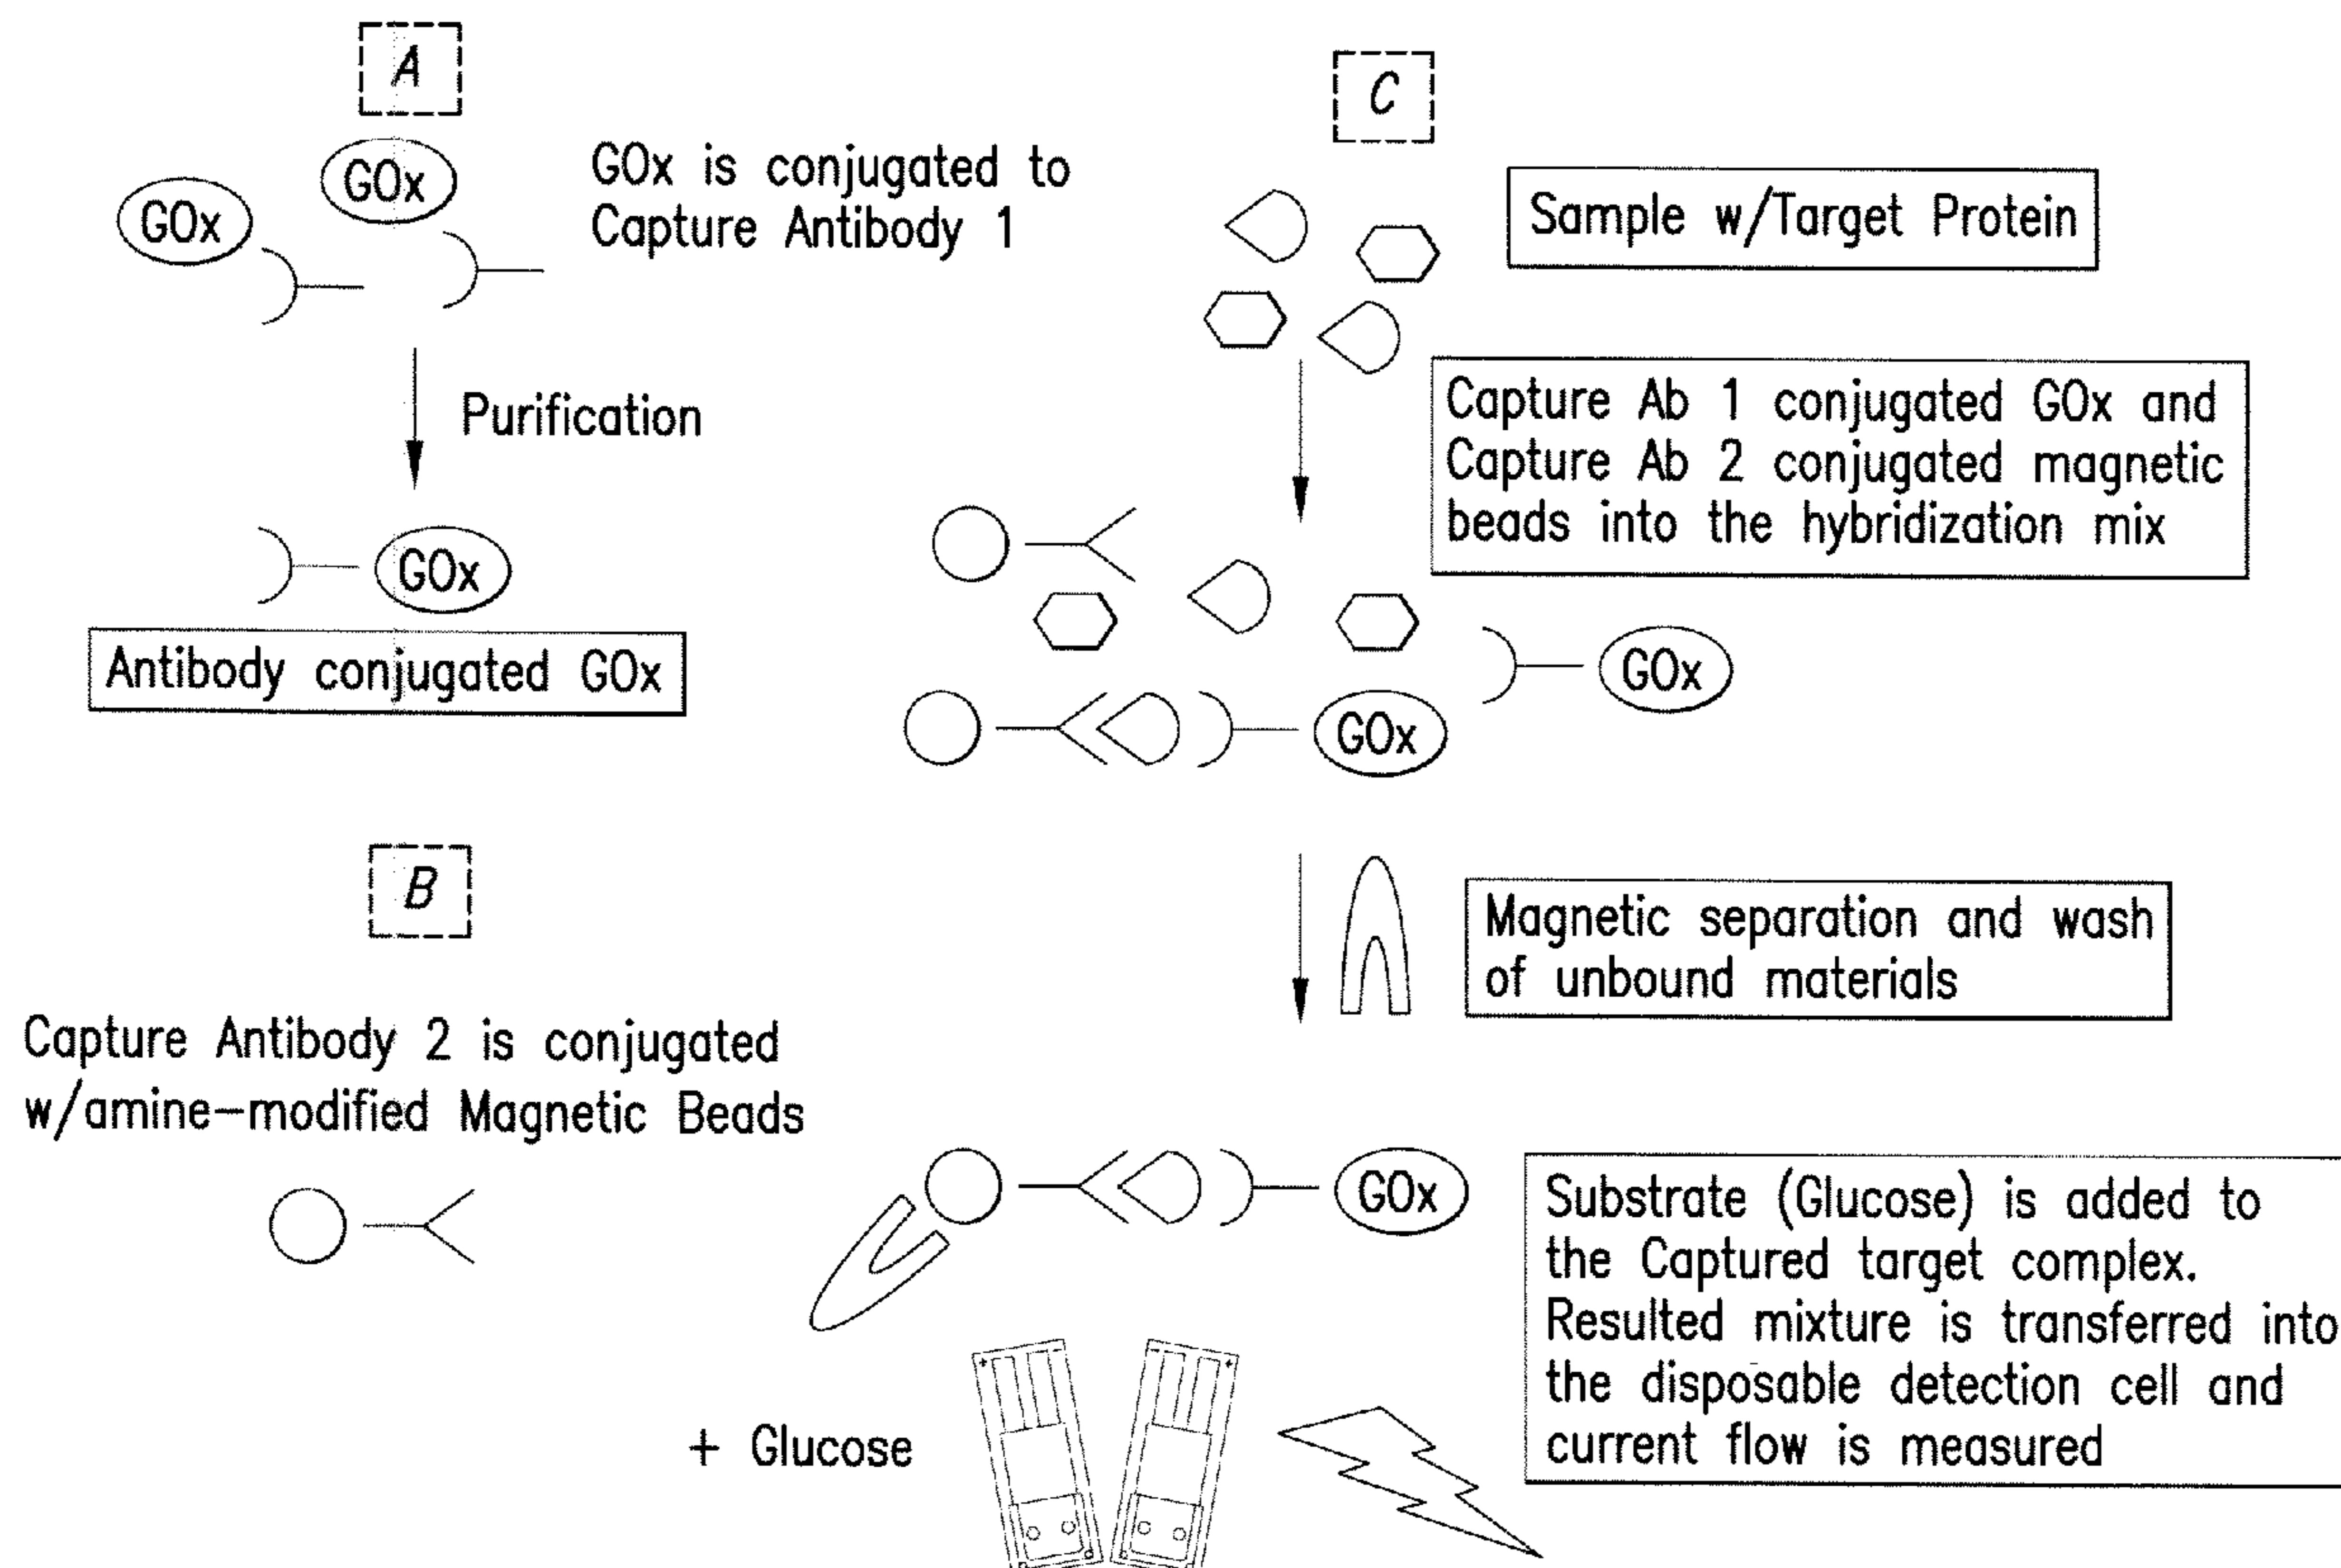 A
GOx
GOx
GOx is conjugated to
Capture Antibody 1
Purification
GOx
Antibody conjugated GOx
B
Capture Antibody 2 is conjugated
w/amine-modified Magnetic Beads
C
Sample w/Target Protein
Capture Ab 1 conjugated GOx and
Capture Ab 2 conjugated magnetic
beads into the hybridization mix
GOx
GOx
Magnetic separation and wash
of unbound materials
GOx
Substrate (Glucose) is added to
the Captured target complex.
Resulted mixture is transferred into
the disposable detection cell and
current flow is measured
+ Glucose